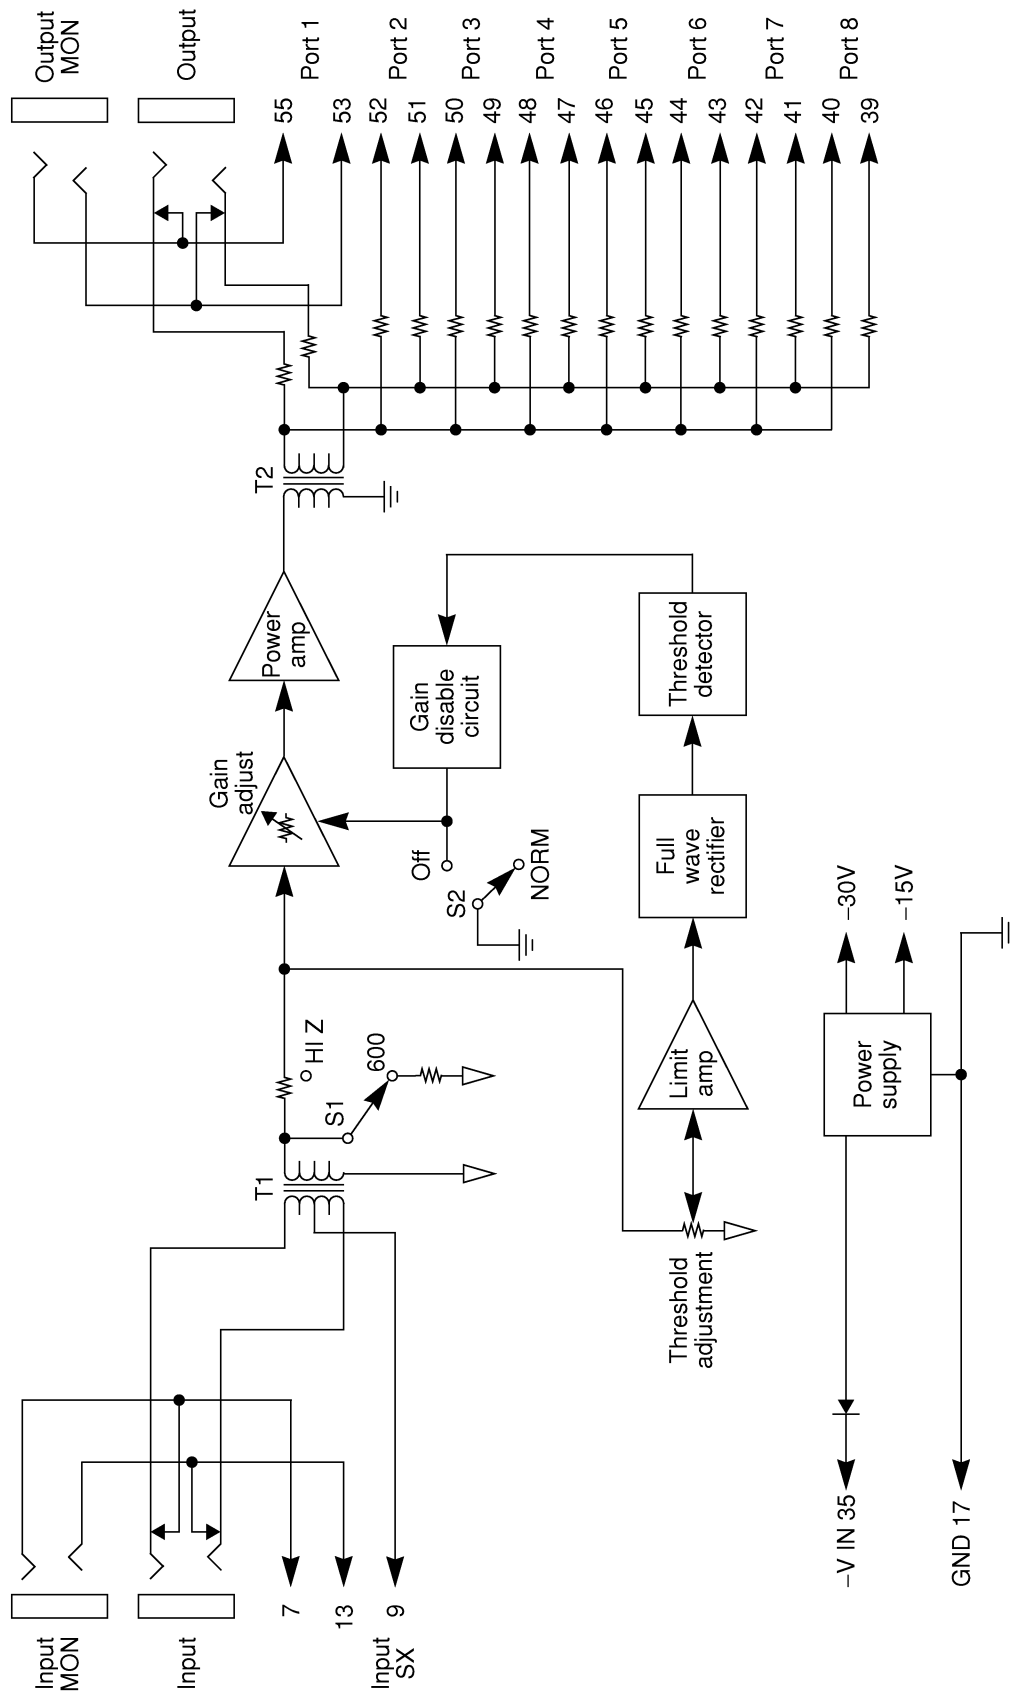 Input
MON
Input
7
13
9
Input
SX
T1
S1
HI Z
600
Gain
adjust
Power
amp
T2
Output
MON
Output
55
Port 1
53
52
Port 2
51
50
Port 3
49
48
Port 4
47
46
Port 5
45
44
Port 6
43
42
Port 7
41
40
Port 8
39
Off
S2
NORM
Gain
disable
circuit
Threshold
adjustment
Limit
amp
Full
wave
rectifier
Threshold
detector
–V IN 35
GND 17
Power
supply
–30V
–15V